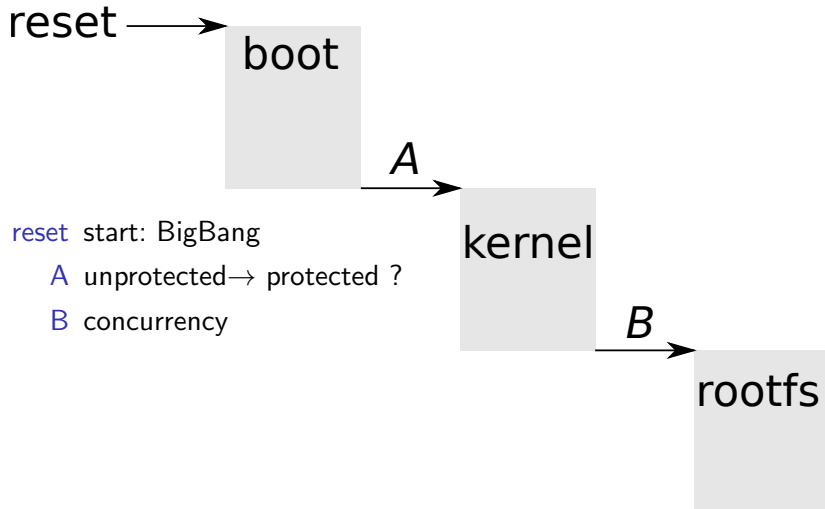 reset
boot
A
kernel
reset start: BigBang
A unprotected→ protected ?
B concurrency
B
rootfs